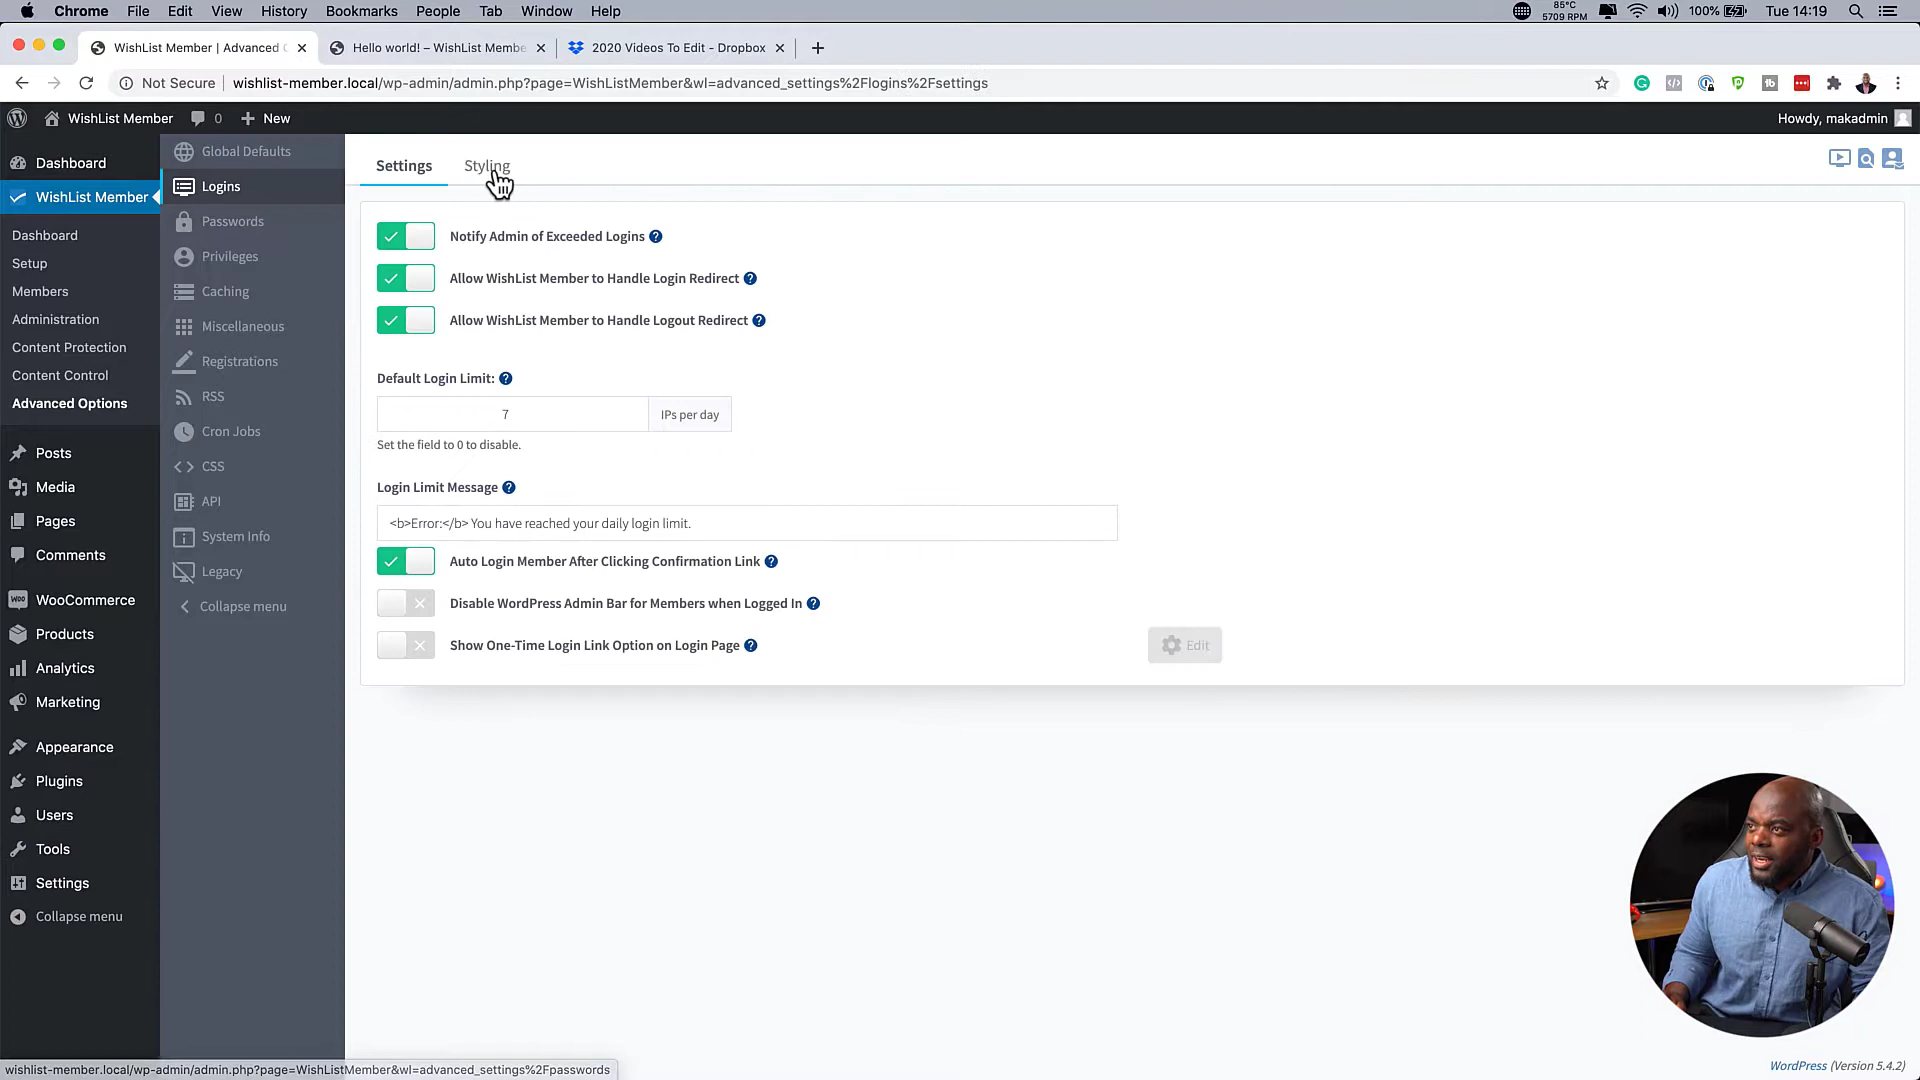 Chrome File Edit View History Bookmarks People Tab Window Help 85°C 5709 RPM 100% Tue 14:19
WishList Member | Advanced O Hello world! – WishList Membe 2020 Videos To Edit - Dropbox
Not Secure wishlist-member.local/wp-admin/admin.php?page=WishListMember&wl=advanced_settings%2Flogins%2Fsettings
WishList Member 0 New Howdy, makadmin
Dashboard
WishList Member
Dashboard
Setup
Members
Administration
Content Protection
Content Control
Advanced Options
Posts
Media
Pages
Comments
WooCommerce
Products
Analytics
Marketing
Appearance
Plugins
Users
Tools
Settings
Collapse menu
Global Defaults
Logins
Passwords
Privileges
Caching
Miscellaneous
Registrations
RSS
Cron Jobs
CSS
API
System Info
Legacy
Collapse menu
Settings Styling
Notify Admin of Exceeded Logins
Allow WishList Member to Handle Login Redirect
Allow WishList Member to Handle Logout Redirect
Default Login Limit:
7 IPs per day
Set the field to 0 to disable.
Login Limit Message
<b>Error:</b> You have reached your daily login limit.
Auto Login Member After Clicking Confirmation Link
Disable WordPress Admin Bar for Members when Logged In
Show One-Time Login Link Option on Login Page Edit
WordPress (Version 5.4.2)
wishlist-member.local/wp-admin/admin.php?page=WishListMember&wl=advanced_settings%2Fpasswords